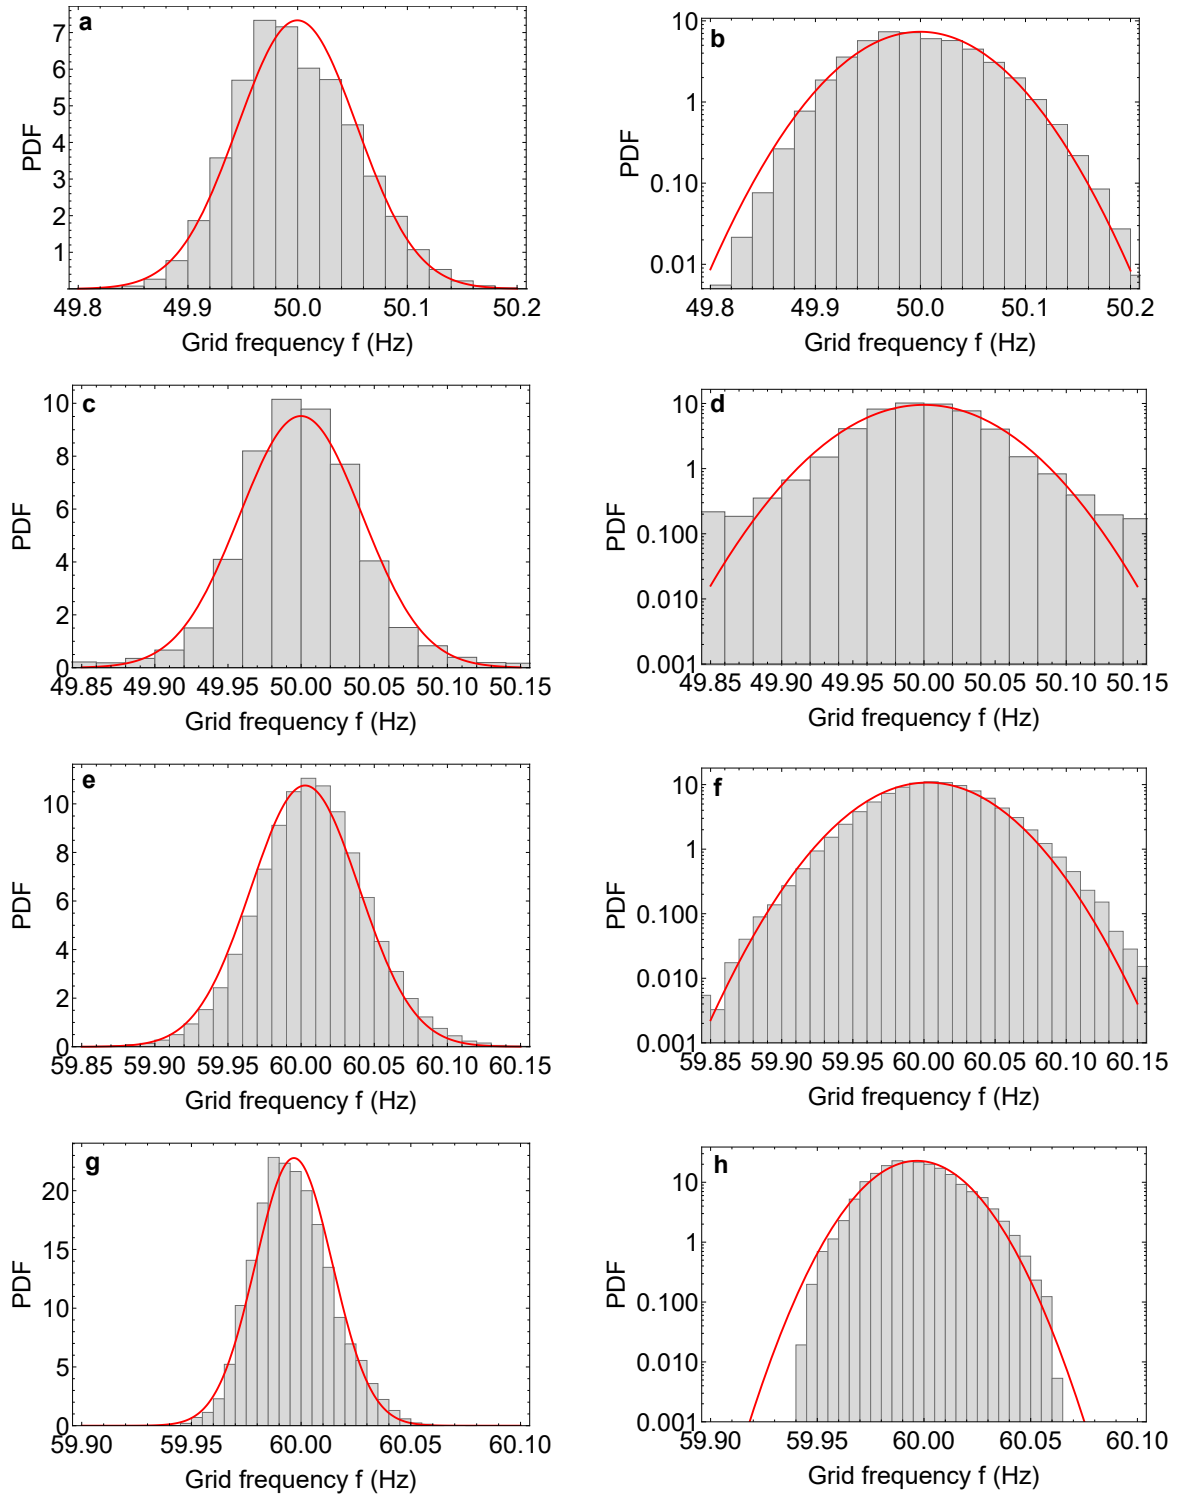 a
7
6
5
4
3
2
1
PDF
49.8 49.9 50.0 50.1 50.2
Grid frequency f (Hz)
b
10
1
0.10
0.01
PDF
49.8 49.9 50.0 50.1 50.2
Grid frequency f (Hz)
c
10
8
6
4
2
0
PDF
49.85 49.90 49.95 50.00 50.05 50.10 50.15
Grid frequency f (Hz)
d
10
1
0.100
0.010
0.001
PDF
49.85 49.90 49.95 50.00 50.05 50.10 50.15
Grid frequency f (Hz)
e
10
8
6
4
2
0
PDF
59.85 59.90 59.95 60.00 60.05 60.10 60.15
Grid frequency f (Hz)
f
10
1
0.100
0.010
0.001
PDF
59.85 59.90 59.95 60.00 60.05 60.10 60.15
Grid frequency f (Hz)
g
20
15
10
5
0
PDF
59.90 59.95 60.00 60.05 60.10
Grid frequency f (Hz)
h
10
1
0.100
0.010
0.001
PDF
59.90 59.95 60.00 60.05 60.10
Grid frequency f (Hz)